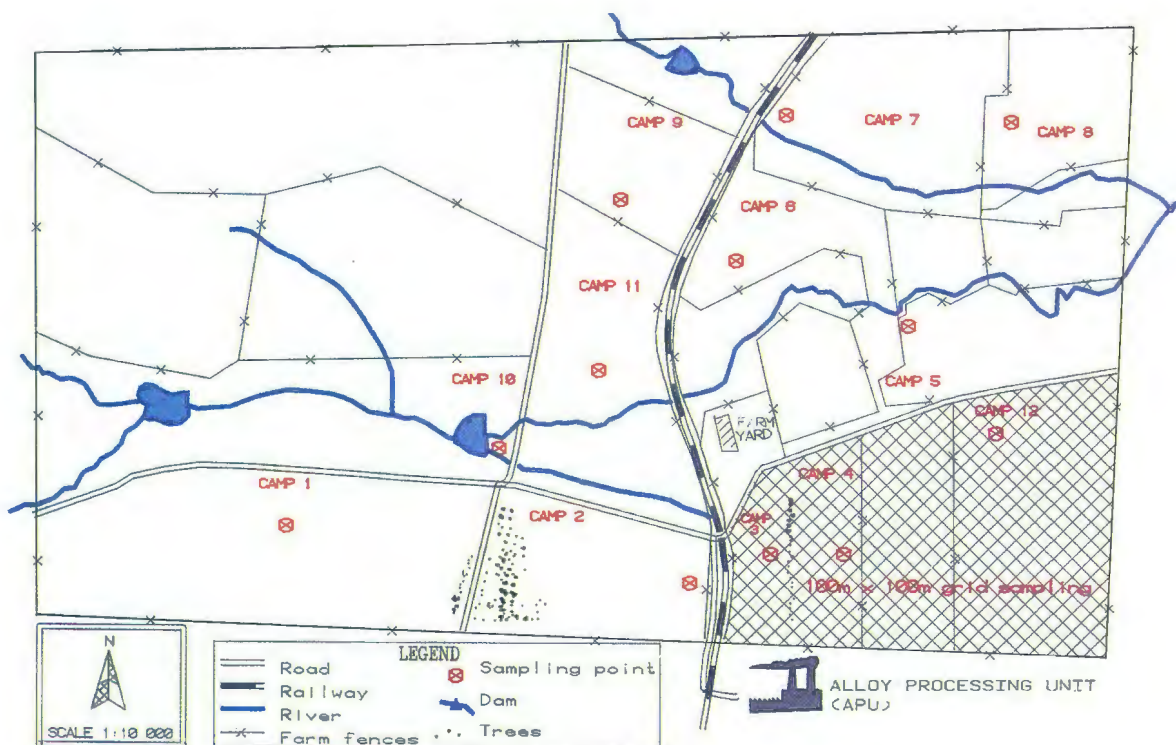 CAMP 9
CAMP 7
CAMP 8
CAMP 6
CAMP 11
CAMP 10
CAMP 5
CAMP 12
FARM
YARD
CAMP 4
CAMP 1
CAMP 2
CAMP
3
100m x 100m grid sampling
N
SCALE 1:10 000
LEGEND
Road
Railway
River
Farm fences
Sampling point
Dam
Trees
ALLOY PROCESSING UNIT
(APU)